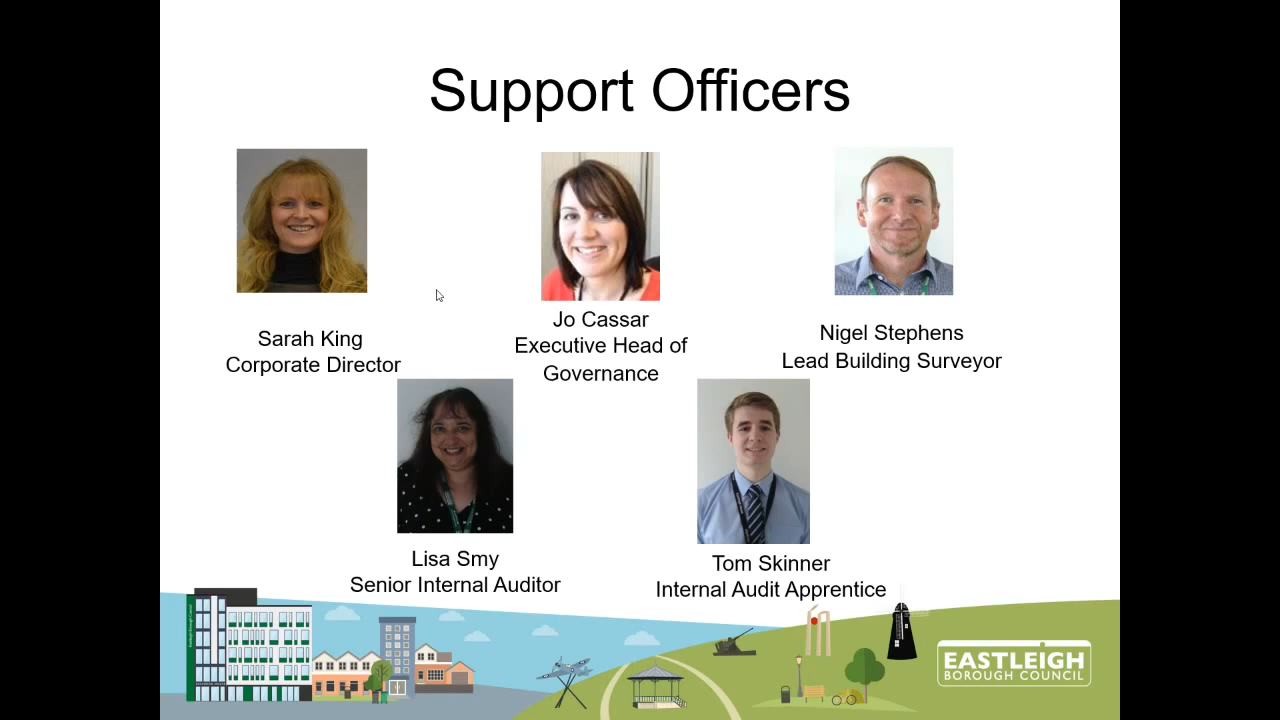 Support Officers
Sarah King
Corporate Director
Jo Cassar
Executive Head of
Governance
Nigel Stephens
Lead Building Surveyor
Lisa Smy
Senior Internal Auditor
Tom Skinner
Internal Audit Apprentice
EASTLEIGH
BOROUGH COUNCIL